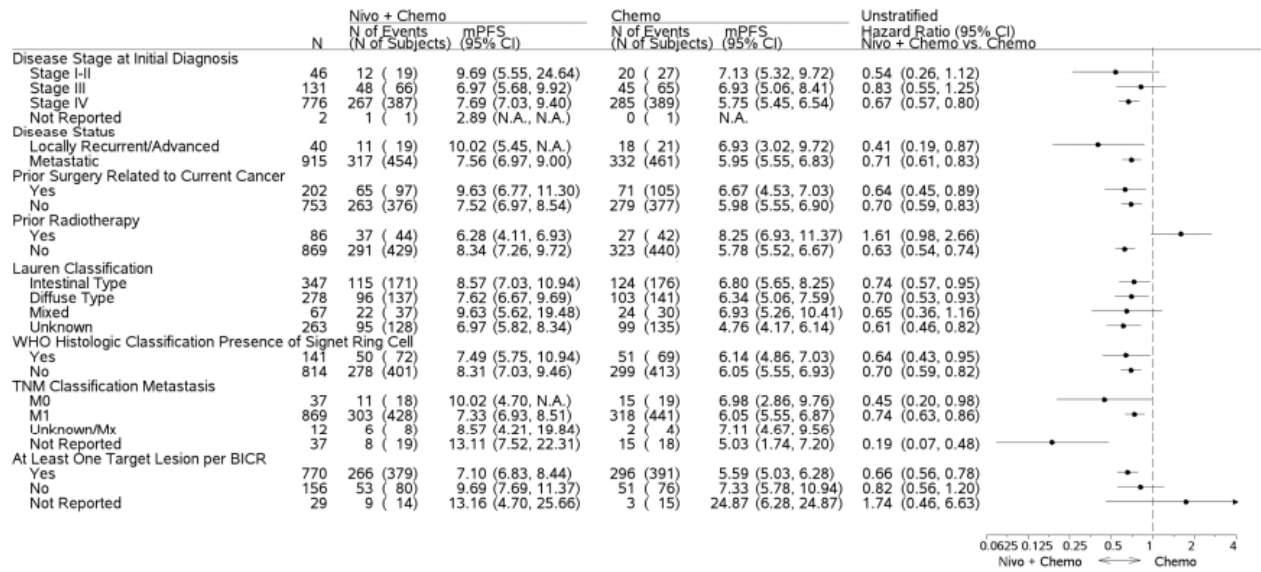 Nivo + Chemo Chemo Unstratified
N of Events mPFS N of Events mPFS Hazard Ratio (95% CI)
N (N of Subjects) (95% CI) (N of Subjects) (95% CI) Nivo + Chemo vs. Chemo
Disease Stage at Initial Diagnosis
Stage I-II 46 12 ( 19) 9.69 (5.55, 24.64) 20 ( 27) 7.13 (5.32, 9.72) 0.54 (0.26, 1.12)
Stage III 131 48 ( 66) 6.97 (5.68, 9.92) 45 ( 65) 6.93 (5.06, 8.41) 0.83 (0.55, 1.25)
Stage IV 776 267 (387) 7.69 (7.03, 9.40) 285 (389) 5.75 (5.45, 6.54) 0.67 (0.57, 0.80)
Not Reported 2 1 ( 1) 2.89 (N.A., N.A.) 0 ( 1) N.A.
Disease Status
Locally Recurrent/Advanced 40 11 ( 19) 10.02 (5.45, N.A.) 18 ( 21) 6.93 (3.02, 9.72) 0.41 (0.19, 0.87)
Metastatic 915 317 (454) 7.56 (6.97, 9.00) 332 (461) 5.95 (5.55, 6.83) 0.71 (0.61, 0.83)
Prior Surgery Related to Current Cancer
Yes 202 65 ( 97) 9.63 (6.77, 11.30) 71 (105) 6.67 (4.53, 7.03) 0.64 (0.45, 0.89)
No 753 263 (376) 7.52 (6.97, 8.54) 279 (377) 5.98 (5.55, 6.90) 0.70 (0.59, 0.83)
Prior Radiotherapy
Yes 86 37 ( 44) 6.28 (4.11, 6.93) 27 ( 42) 8.25 (6.93, 11.37) 1.61 (0.98, 2.66)
No 869 291 (429) 8.34 (7.26, 9.72) 323 (440) 5.78 (5.52, 6.67) 0.63 (0.54, 0.74)
Lauren Classification
Intestinal Type 347 115 (171) 8.57 (7.03, 10.94) 124 (176) 6.80 (5.65, 8.25) 0.74 (0.57, 0.95)
Diffuse Type 278 96 (137) 7.62 (6.67, 9.69) 103 (141) 6.34 (5.06, 7.59) 0.70 (0.53, 0.93)
Mixed 67 22 ( 37) 9.63 (5.62, 19.48) 24 ( 30) 6.93 (5.26, 10.41) 0.65 (0.36, 1.16)
Unknown 263 95 (128) 6.97 (5.82, 8.34) 99 (135) 4.76 (4.17, 6.14) 0.61 (0.46, 0.82)
WHO Histologic Classification Presence of Signet Ring Cell
Yes 141 50 ( 72) 7.49 (5.75, 10.94) 51 ( 69) 6.14 (4.86, 7.03) 0.64 (0.43, 0.95)
No 814 278 (401) 8.31 (7.03, 9.46) 299 (413) 6.05 (5.55, 6.93) 0.70 (0.59, 0.82)
TNM Classification Metastasis
M0 37 11 ( 18) 10.02 (4.70, N.A.) 15 ( 19) 6.98 (2.86, 9.76) 0.45 (0.20, 0.98)
M1 869 303 (428) 7.33 (6.93, 8.51) 318 (441) 6.05 (5.55, 6.87) 0.74 (0.63, 0.86)
Unknown/Mx 12 6 ( 8) 8.57 (4.21, 19.84) 2 ( 4) 7.11 (4.67, 9.56)
Not Reported 37 8 ( 19) 13.11 (7.52, 22.31) 15 ( 18) 5.03 (1.74, 7.20) 0.19 (0.07, 0.48)
At Least One Target Lesion per BICR
Yes 770 266 (379) 7.10 (6.83, 8.44) 296 (391) 5.59 (5.03, 6.28) 0.66 (0.56, 0.78)
No 156 53 ( 80) 9.69 (7.69, 11.37) 51 ( 76) 7.33 (5.78, 10.94) 0.82 (0.56, 1.20)
Not Reported 29 9 ( 14) 13.16 (4.70, 25.66) 3 ( 15) 24.87 (6.28, 24.87) 1.74 (0.46, 6.63)
0.0625 0.125 0.25 0.5 1 2 4
Nivo + Chemo <—> Chemo